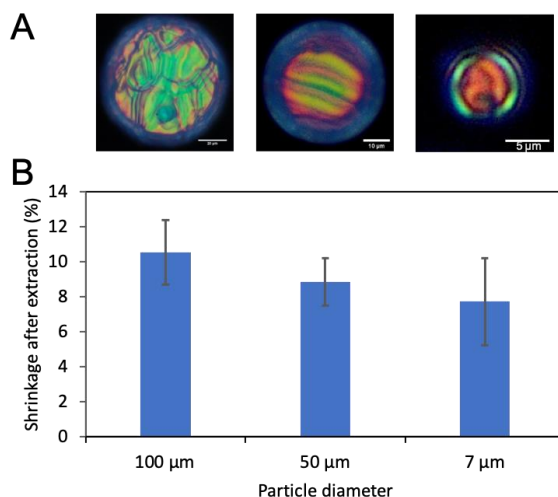 A
10 µm
5 µm
B
Shrinkage after extraction (%)
14
12
10
8
6
4
2
0
100 µm
50 µm
7 µm
Particle diameter